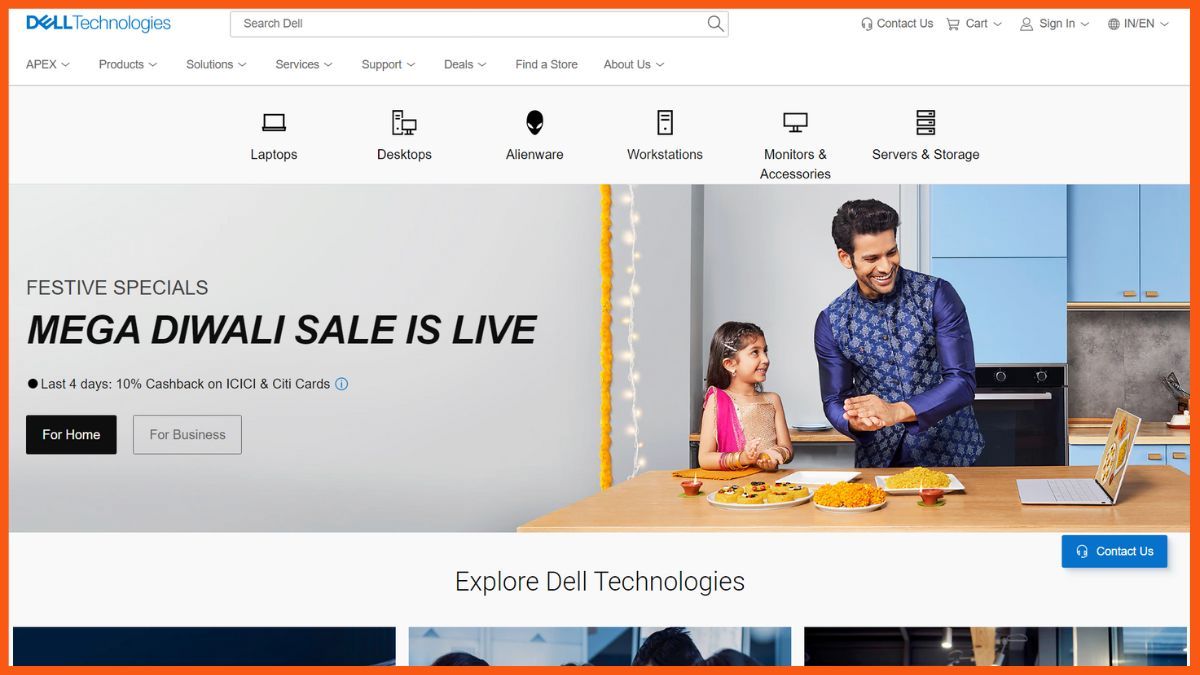 DELLTechnologies
Search Dell
Contact Us
Cart
Sign In
IN/EN
APEX
Products
Solutions
Services
Support
Deals
Find a Store
About Us
Laptops
Desktops
Alienware
Workstations
Monitors &
Accessories
Servers & Storage
FESTIVE SPECIALS
MEGA DIWALI SALE IS LIVE
Last 4 days: 10% Cashback on ICICI & Citi Cards
For Home
For Business
Contact Us
Explore Dell Technologies